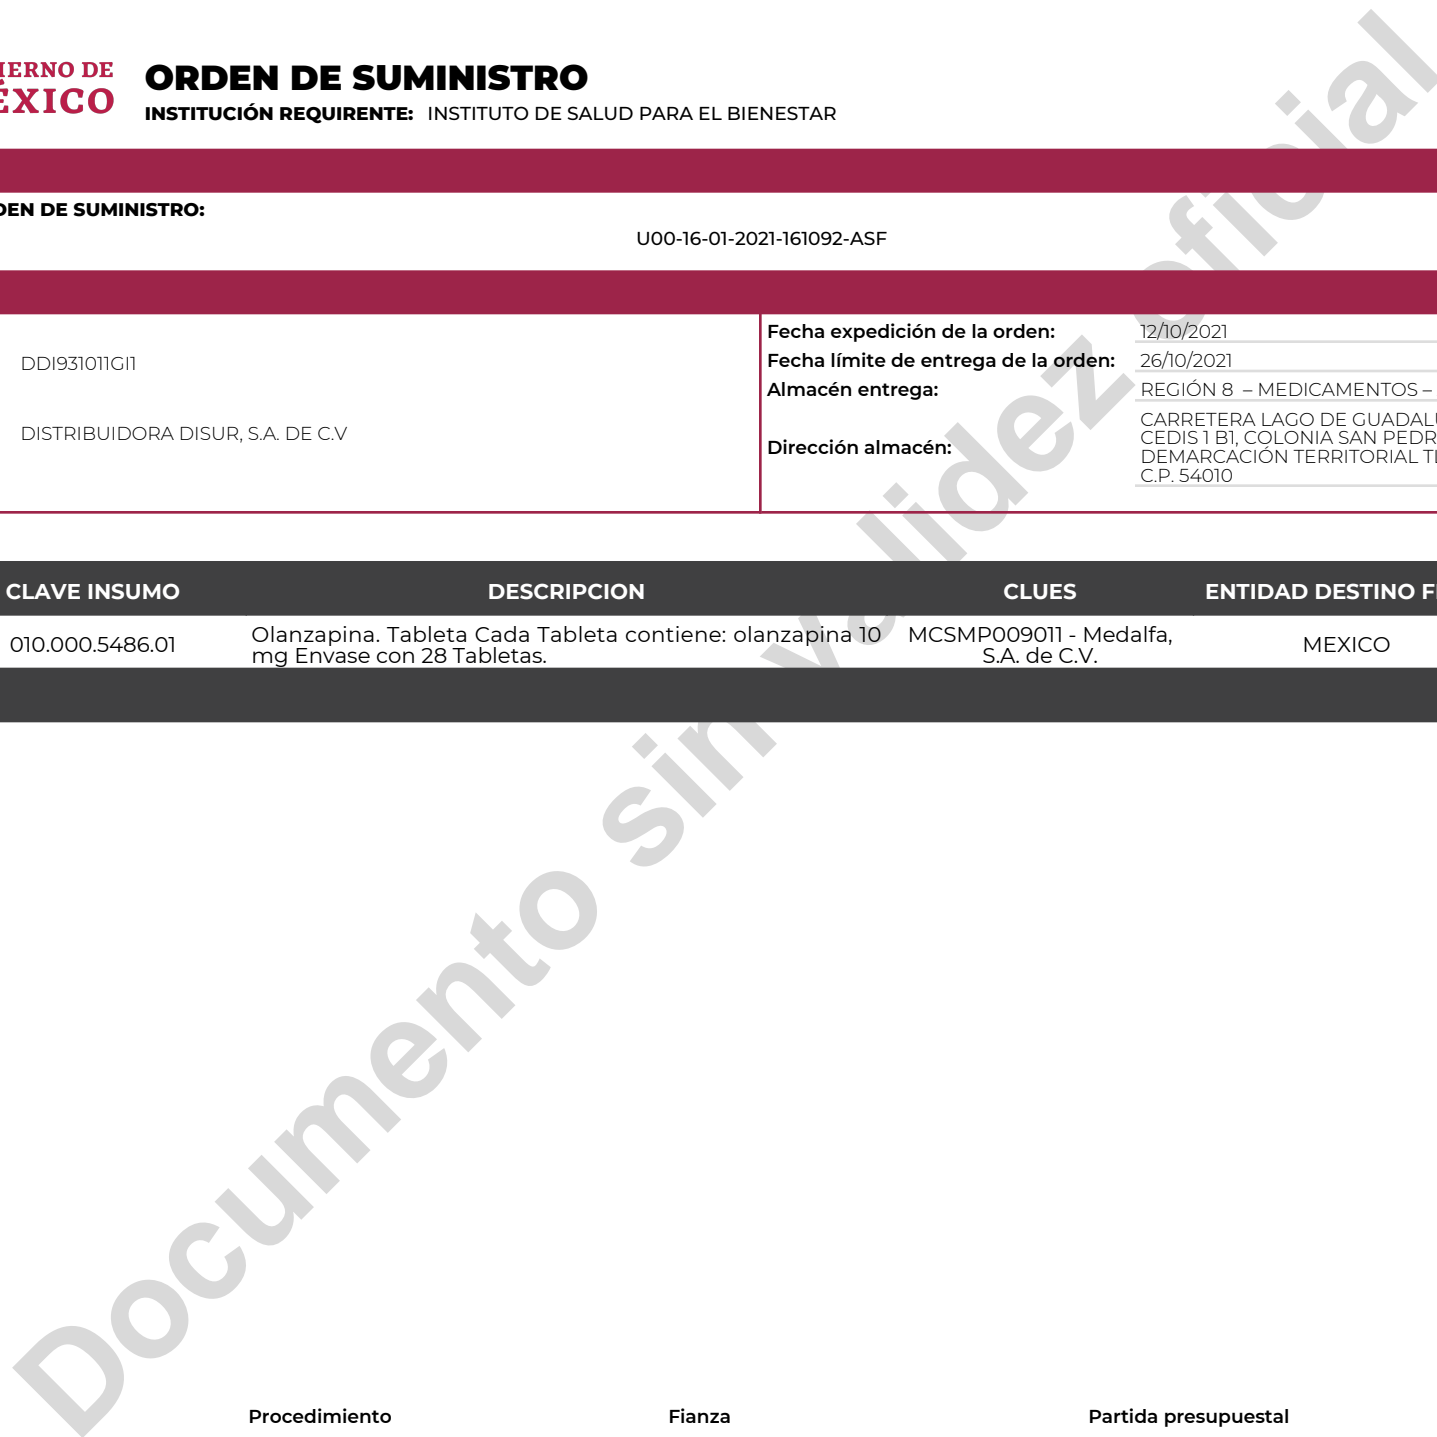 IERNO DE
ÉXICO
ORDEN DE SUMINISTRO
INSTITUCIÓN REQUIRENTE: INSTITUTO DE SALUD PARA EL BIENESTAR
DEN DE SUMINISTRO:
U00-16-01-2021-161092-ASF
DDI931011GI1
DISTRIBUIDORA DISUR, S.A. DE C.V
Fecha expedición de la orden: 12/10/2021
Fecha límite de entrega de la orden: 26/10/2021
Almacén entrega: REGIÓN 8 – MEDICAMENTOS –
Dirección almacén:
CARRETERA LAGO DE GUADALU
CEDIS 1 B1, COLONIA SAN PEDR
DEMARCACIÓN TERRITORIAL TL
C.P. 54010
CLAVE INSUMO DESCRIPCION CLUES ENTIDAD DESTINO FI
010.000.5486.01
Olanzapina. Tableta Cada Tableta contiene: olanzapina 10
mg Envase con 28 Tabletas.
MCSMP009011 - Medalfa,
S.A. de C.V.
MEXICO
Documento sin validez oficial
Procedimiento Fianza Partida presupuestal